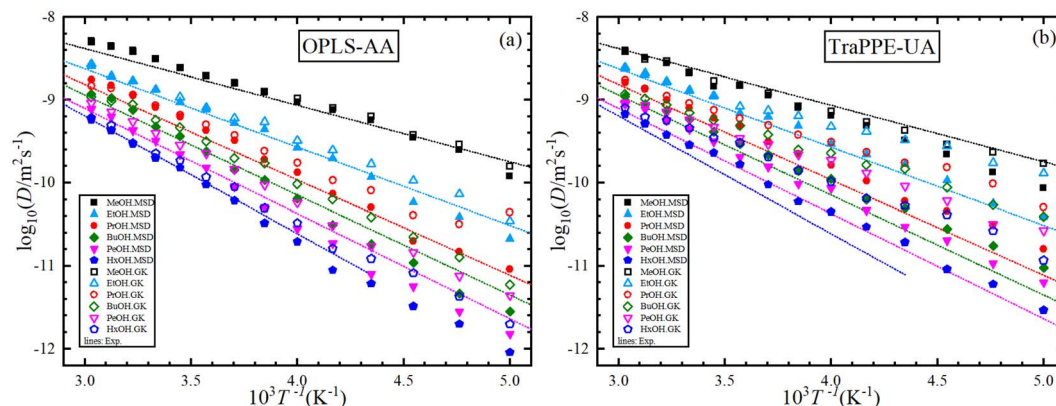 OPLS-AA
(a)
-8
-9
-10
-11
-12
log10(D/m2s-1)
MeOH.MSD
EtOH.MSD
PrOH.MSD
BuOH.MSD
PeOH.MSD
HxOH.MSD
MeOH.GK
EtOH.GK
PrOH.GK
BuOH.GK
PeOH.GK
HxOH.GK
lines: Exp.
3.0 3.5 4.0 4.5 5.0
10³T⁻¹(K⁻¹)
TraPPE-UA
(b)
-8
-9
-10
-11
-12
log10(D/m2s-1)
MeOH.MSD
EtOH.MSD
PrOH.MSD
BuOH.MSD
PeOH.MSD
HxOH.MSD
MeOH.GK
EtOH.GK
PrOH.GK
BuOH.GK
PeOH.GK
HxOH.GK
lines: Exp.
3.0 3.5 4.0 4.5 5.0
10³T⁻¹(K⁻¹)